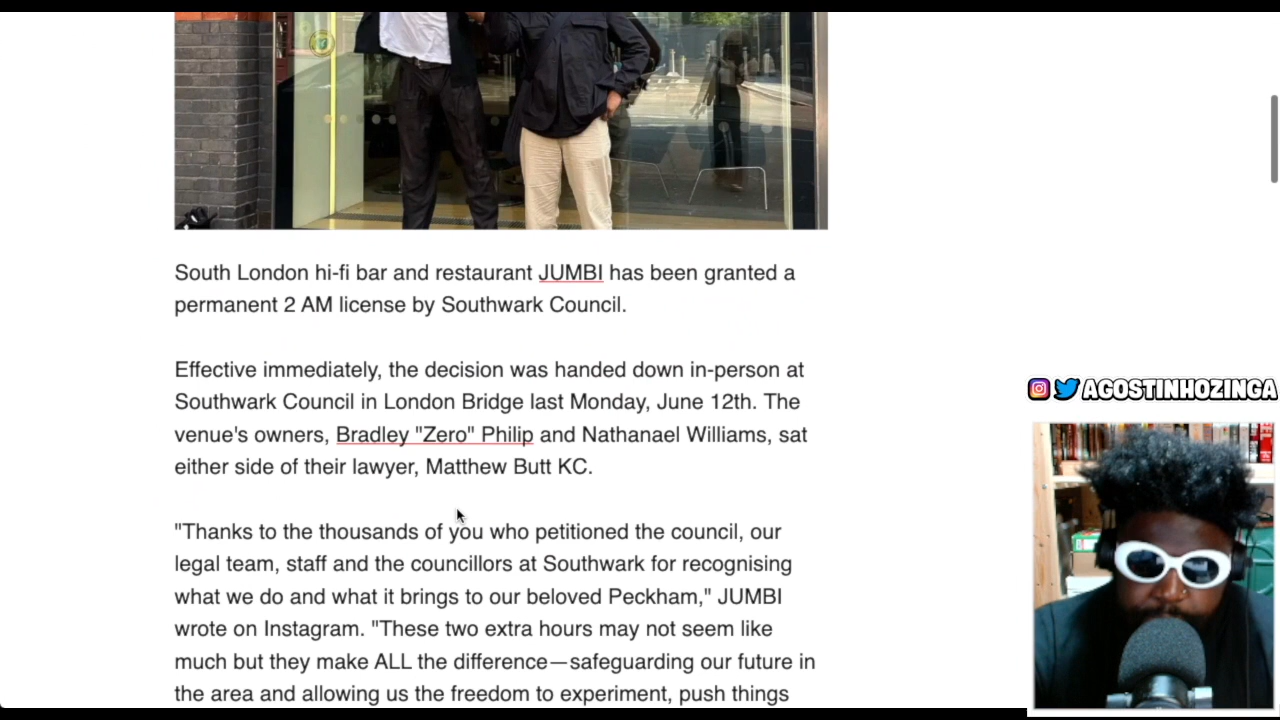 South London hi-fi bar and restaurant JUMBI has been granted a
permanent 2 AM license by Southwark Council.
Effective immediately, the decision was handed down in-person at
Southwark Council in London Bridge last Monday, June 12th. The
venue's owners, Bradley "Zero" Philip and Nathanael Williams, sat
either side of their lawyer, Matthew Butt KC.
"Thanks to the thousands of you who petitioned the council, our
legal team, staff and the councillors at Southwark for recognising
what we do and what it brings to our beloved Peckham," JUMBI
wrote on Instagram. "These two extra hours may not seem like
much but they make ALL the difference—safeguarding our future in
the area and allowing us the freedom to experiment, push things
AGOSTINHOZINGA